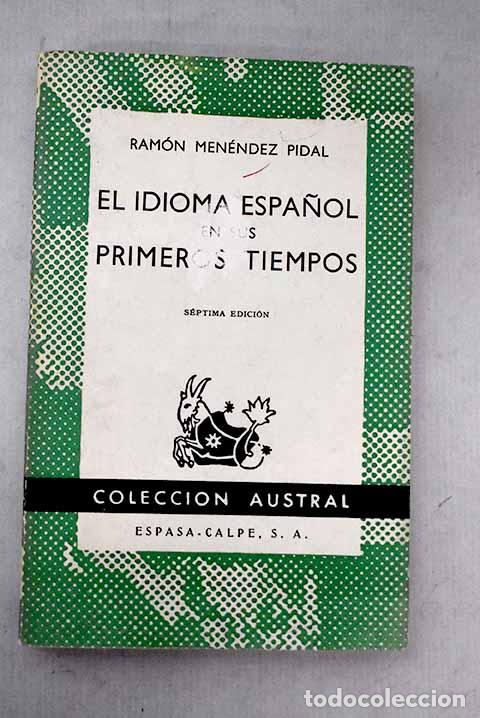 RAMÓN MENÉNDEZ PIDAL
EL IDIOMA ESPAÑOL
EN SUS
PRIMEROS TIEMPOS
SÉPTIMA EDICIÓN
COLECCION AUSTRAL
ESPASA-CALPE, S. A.
todocoleccion